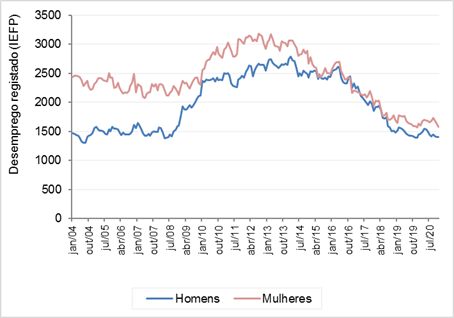 Desemprego registado (IEFP)
3500
3000
2500
2000
1500
1000
500
0
jan/04
out/04
jul/05
abr/06
jan/07
out/07
jul/08
abr/09
jan/10
out/10
jul/11
abr/12
jan/13
out/13
jul/14
abr/15
jan/16
out/16
jul/17
abr/18
jan/19
out/19
jul/20
Homens
Mulheres